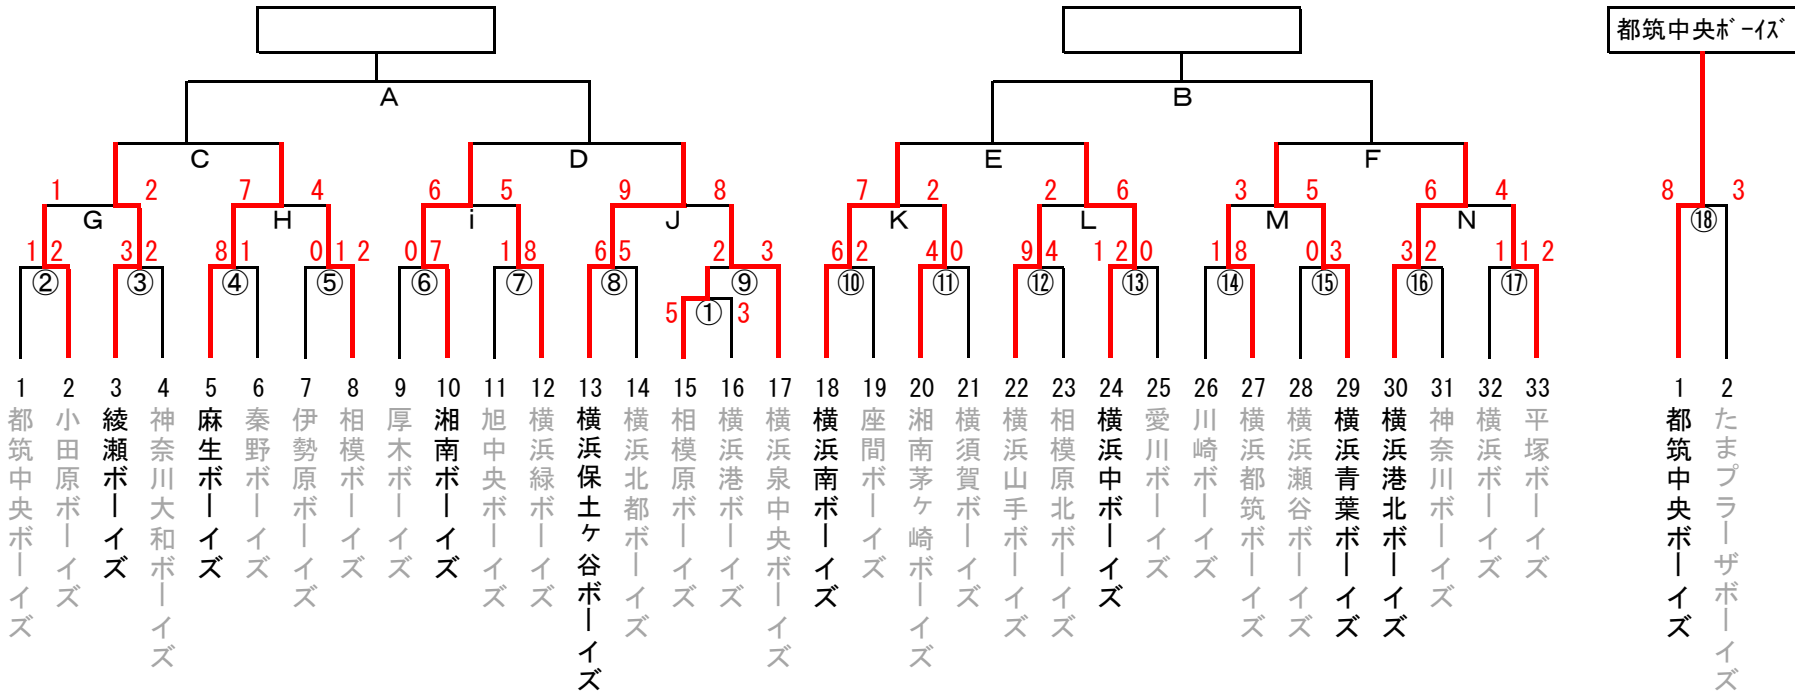 都筑中央ﾎﾞｰｲｽﾞ
A
B
C
D
E
F
1 2 7 4 6 5 9 8 7 2 2 6 3 5 6 4 8 3
G H i J K L M N ⑱
1 2 3 2 8 1 0 1 2 0 7 1 8 6 5 2 3 6 2 4 0 9 4 1 2 0 1 8 0 3 3 2 1 1 2
② ③ ④ ⑤ ⑥ ⑦ ⑧ ⑨ ⑩ ⑪ ⑫ ⑬ ⑭ ⑮ ⑯ ⑰
5 ① 3
1 2 3 4 5 6 7 8 9 10 11 12 13 14 15 16 17 18 19 20 21 22 23 24 25 26 27 28 29 30 31 32 33 1 2
都筑中央ボーイズ
小田原ボーイズ
綾瀬ボーイズ
神奈川大和ボーイズ
麻生ボーイズ
秦野ボーイズ
伊勢原ボーイズ
相模ボーイズ
厚木ボーイズ
湘南ボーイズ
旭中央ボーイズ
横浜緑ボーイズ
横浜保土ヶ谷ボーイズ
横浜北都ボーイズ
相模原ボーイズ
横浜港ボーイズ
横浜泉中央ボーイズ
横浜南ボーイズ
座間ボーイズ
湘南茅ヶ崎ボーイズ
横須賀ボーイズ
横浜山手ボーイズ
相模原北ボーイズ
横浜中ボーイズ
愛川ボーイズ
川崎ボーイズ
横浜都筑ボーイズ
横浜瀬谷ボーイズ
横浜青葉ボーイズ
横浜港北ボーイズ
神奈川ボーイズ
横浜ボーイズ
平塚ボーイズ
都筑中央ボーイズ
たまプラーザボーイズ